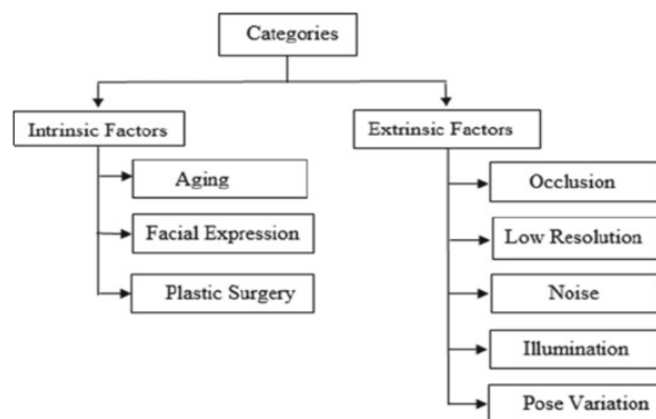 Categories
Intrinsic Factors
Aging
Facial Expression
Plastic Surgery
Extrinsic Factors
Occlusion
Low Resolution
Noise
Illumination
Pose Variation